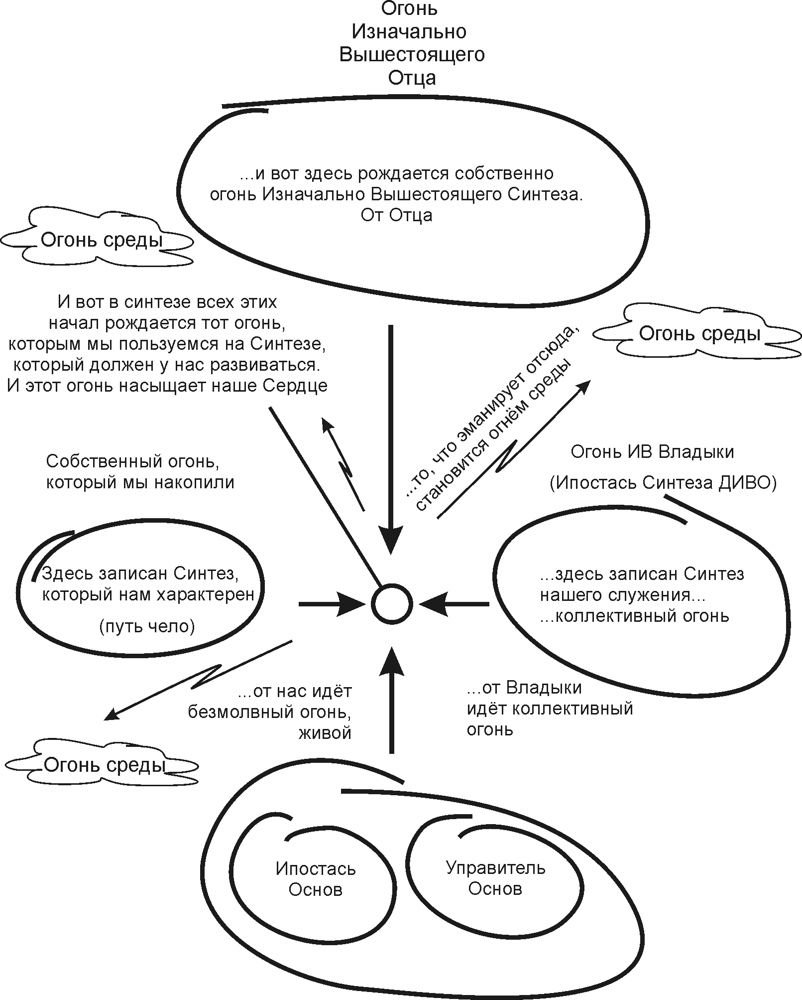 Огонь
Изначально
Вышестоящего
Отца
...и вот здесь рождается собственно
огонь Изначально Вышестоящего Синтеза.
От Отца
Огонь среды
И вот в синтезе всех этих
начал рождается тот огонь,
которым мы пользуемся на Синтезе,
который должен у нас развиваться.
И этот огонь насыщает наше Сердце
Огонь среды
...то, что эманирует отсюда,
становится огнём среды
Собственный огонь,
который мы накопили
Огонь ИВ Владыки
(Ипостась Синтеза ДИВО)
Здесь записан Синтез,
который нам характерен
(путь чело)
...здесь записан Синтез
нашего служения...
...коллективный огонь
...от нас идёт
безмолвный огонь,
живой
...от Владыки
идёт коллективный
огонь
Огонь среды
Ипостась
Основ
Управитель
Основ